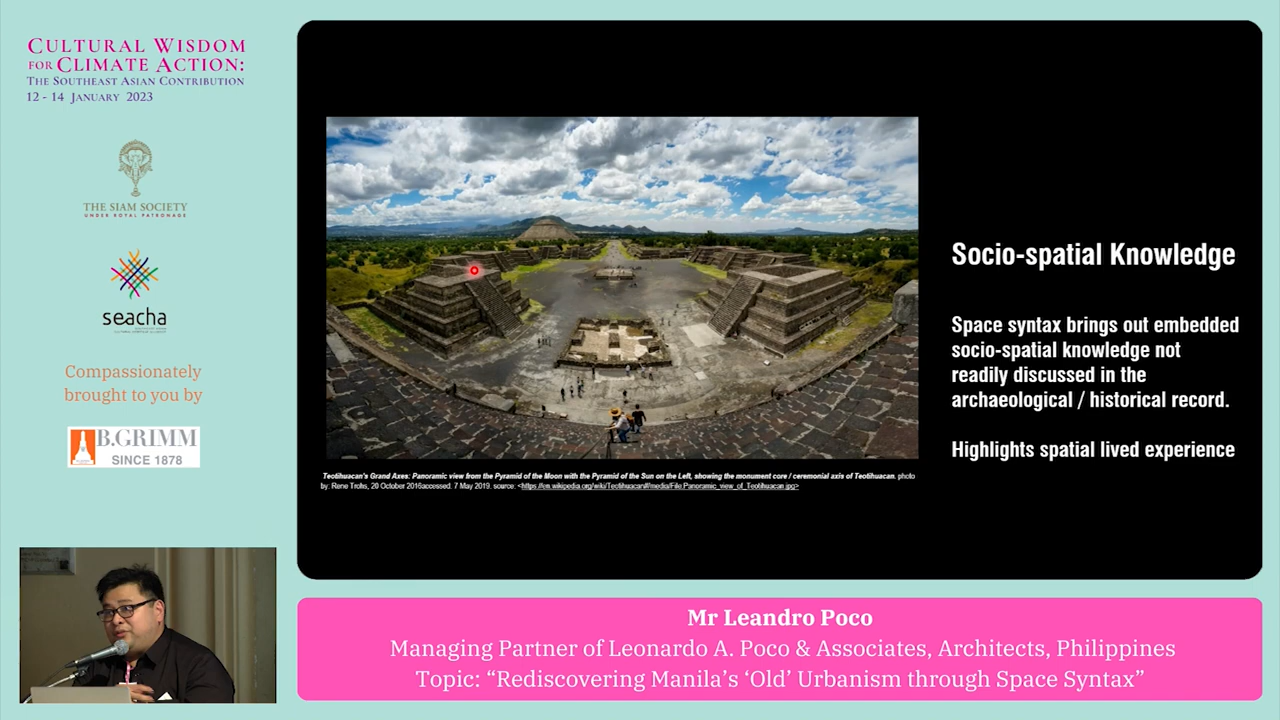 CULTURAL WISDOM
FOR CLIMATE ACTION:
THE SOUTHEAST ASIAN CONTRIBUTION
12 - 14 JANUARY 2023
THE SIAM SOCIETY
UNDER ROYAL PATRONAGE
seacha
Compassionately
brought to you by
B.GRIMM
SINCE 1878
Socio-spatial Knowledge
Space syntax brings out embedded
socio-spatial knowledge not
readily discussed in the
archaeological / historical record.
Highlights spatial lived experience
Teotihuacan's Grand Axes: Panoramic view from the Pyramid of the Moon with the Pyramid of the Sun on the Left, showing the monument core / ceremonial axis of Teotihuacan. photo
by: Rene Trohs, 20 October 2016accessed: 7 May 2019. source: <https://en.wikipedia.org/wiki/Teotihuacan#/media/File:Panoramic_view_of_Teotihuacan.jpg>
Mr Leandro Poco
Managing Partner of Leonardo A. Poco & Associates, Architects, Philippines
Topic: “Rediscovering Manila’s ‘Old’ Urbanism through Space Syntax”